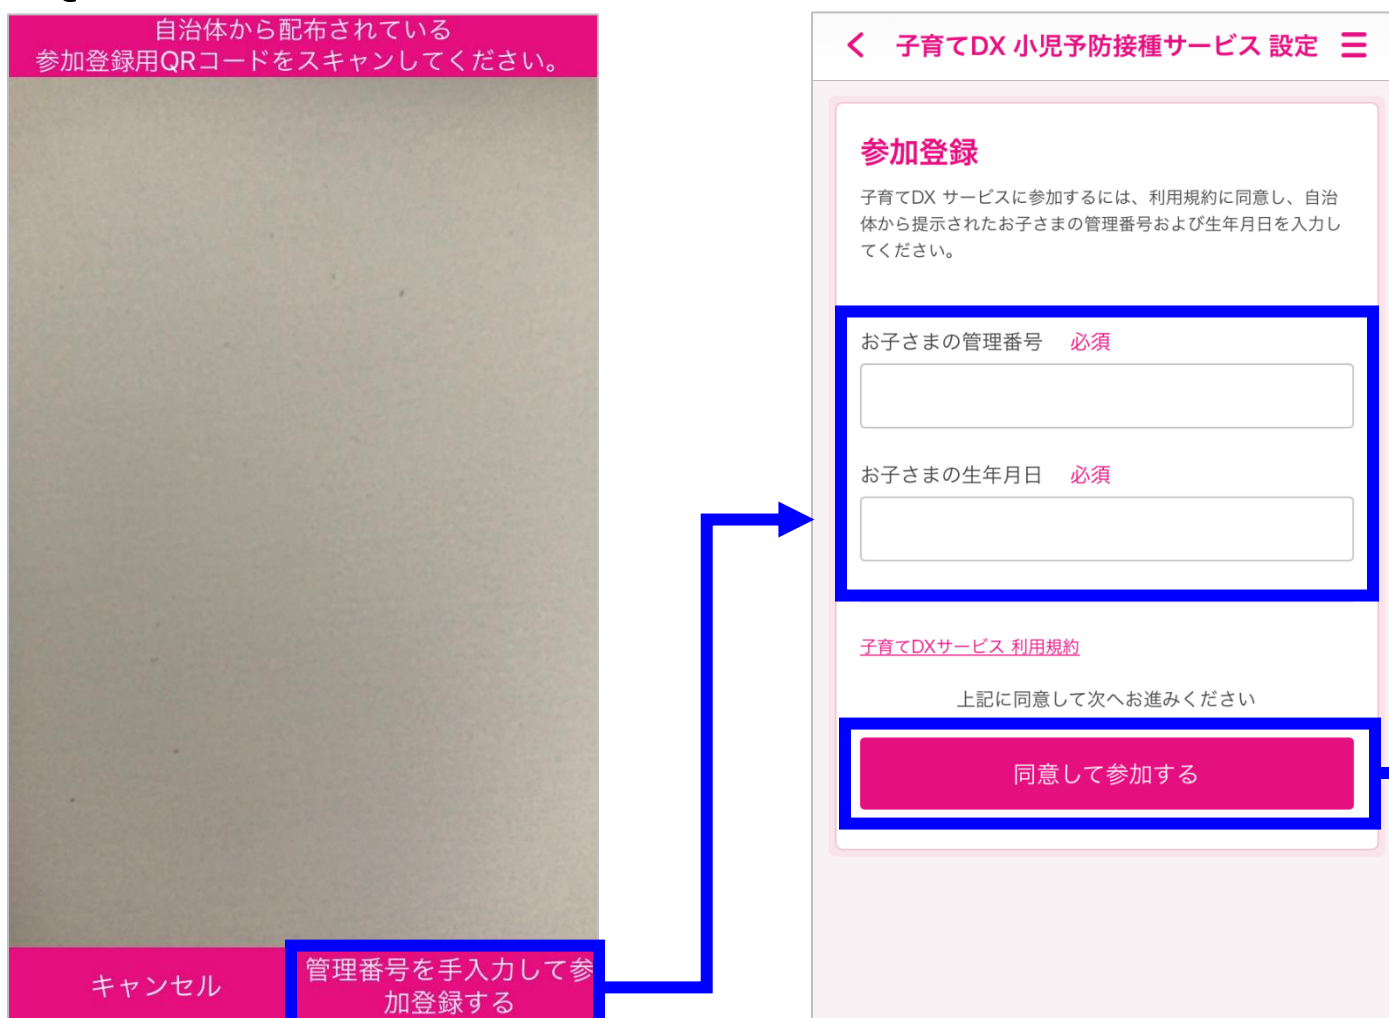 自治体から配布されている
参加登録用QRコードをスキャンしてください。
キャンセル
管理番号を手入力して参
加登録する
子育てDX 小児予防接種サービス 設定
参加登録
子育てDX サービスに参加するには、利用規約に同意し、自治
体から提示されたお子さまの管理番号および生年月日を入力し
てください。
お子さまの管理番号 必須
お子さまの生年月日 必須
子育てDXサービス 利用規約
上記に同意して次へお進みください
同意して参加する